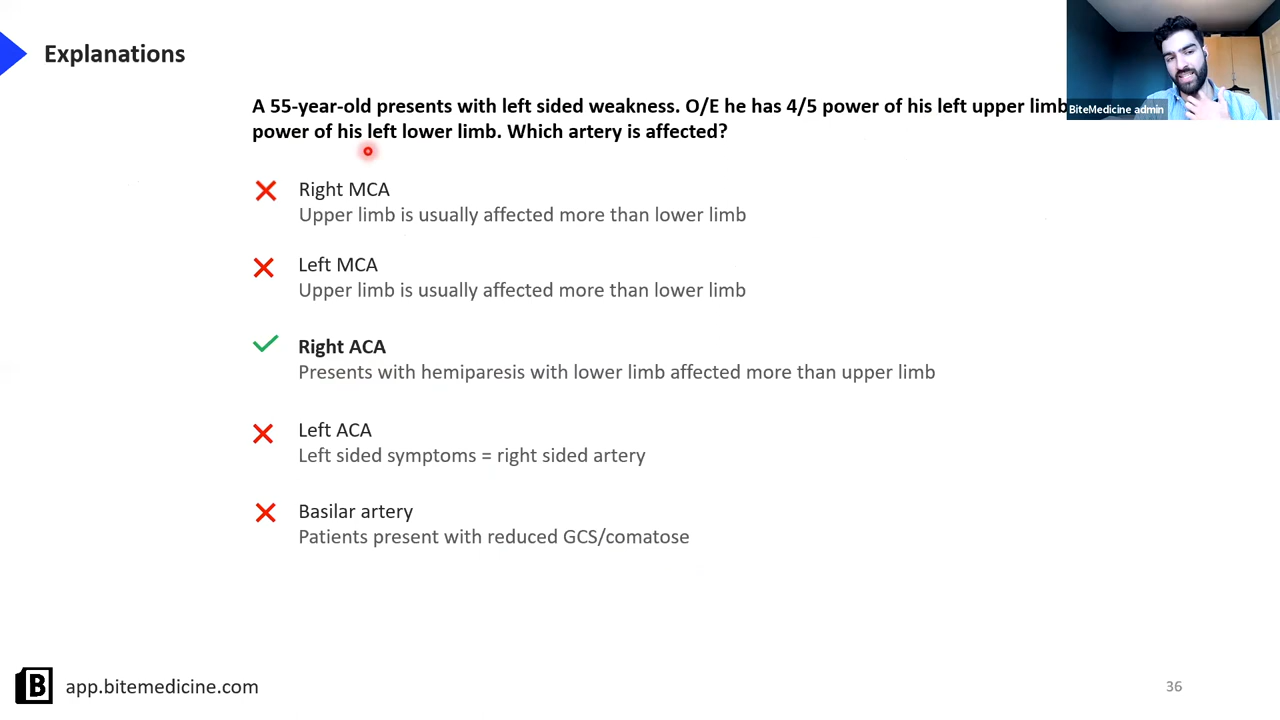 Explanations
A 55-year-old presents with left sided weakness. O/E he has 4/5 power of his left upper limb
BiteMedicine admin
power of his left lower limb. Which artery is affected?
Right MCA
Upper limb is usually affected more than lower limb
Left MCA
Upper limb is usually affected more than lower limb
Right ACA
Presents with hemiparesis with lower limb affected more than upper limb
Left ACA
Left sided symptoms = right sided artery
Basilar artery
Patients present with reduced GCS/comatose
B app.bitemedicine.com
36